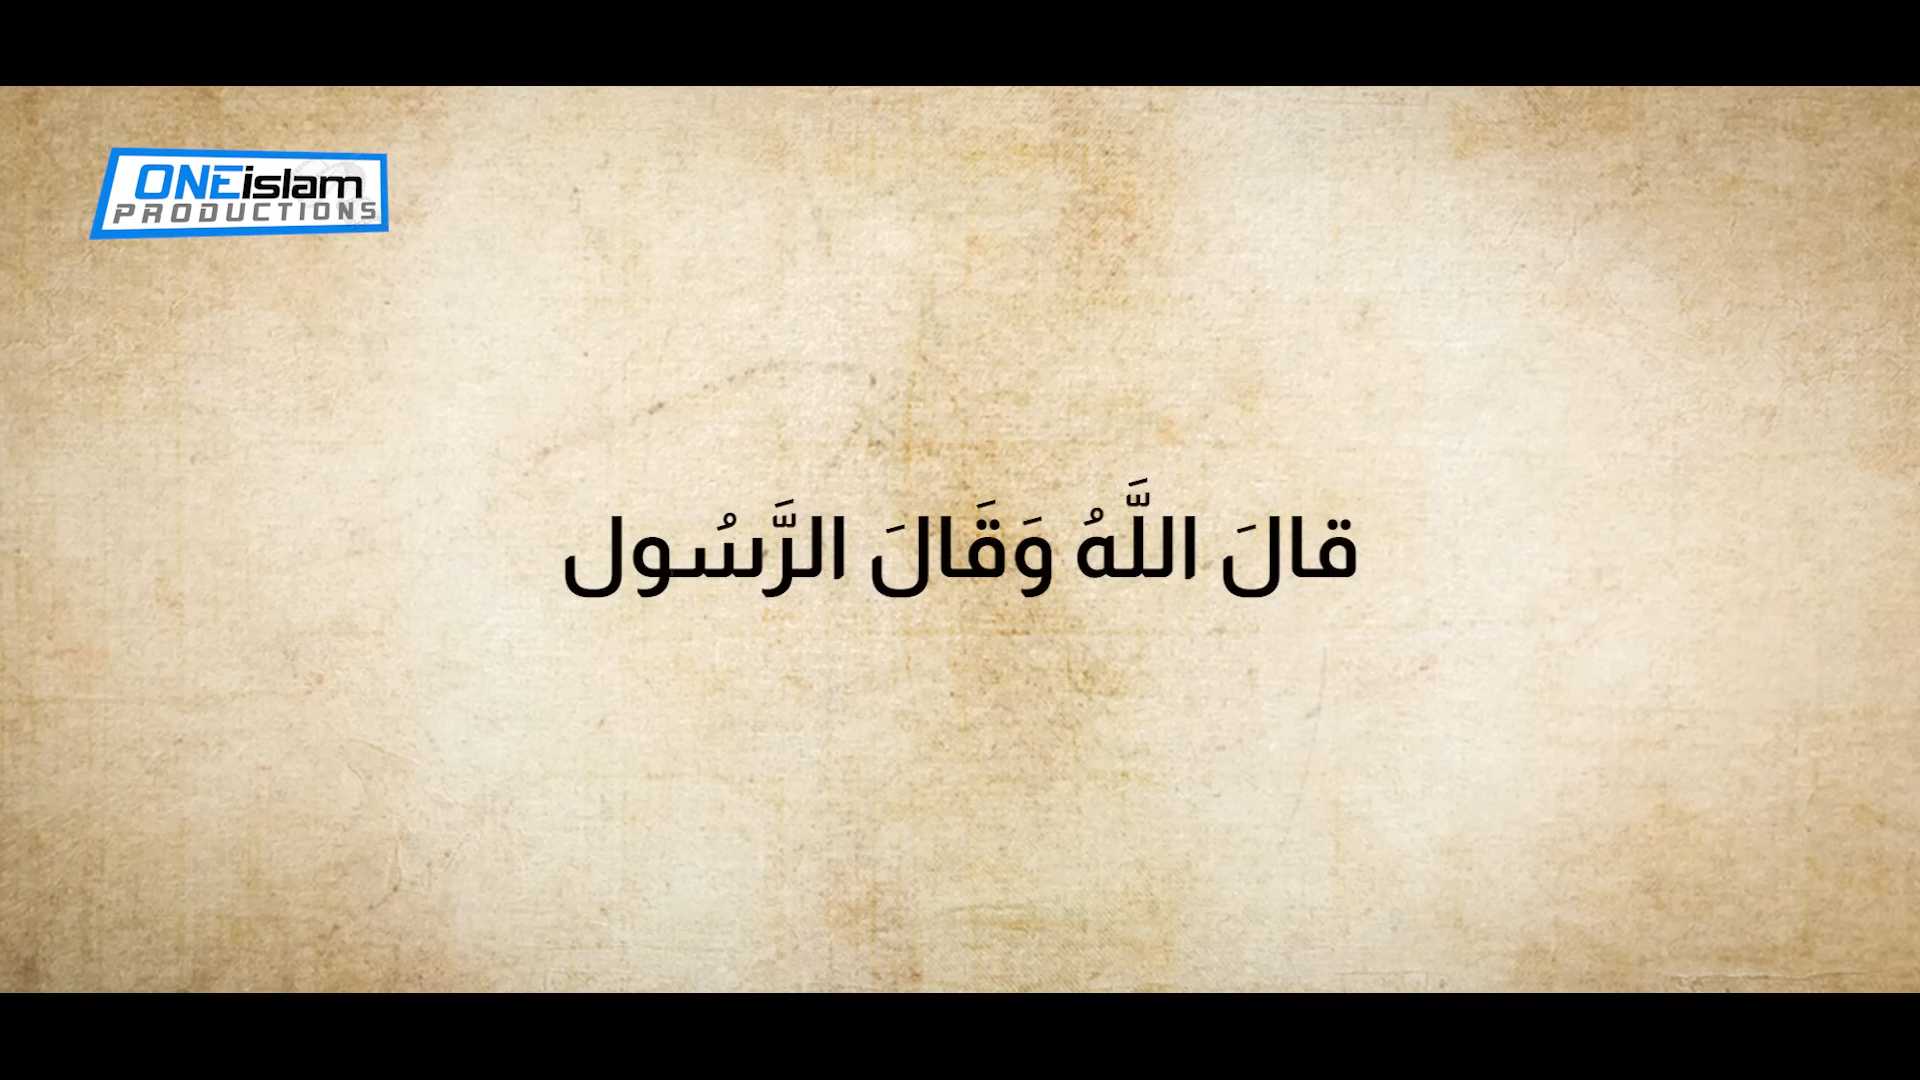 ONEislam
PRODUCTIONS
قالَ اللَّهُ وَقَالَ الرَّسُول